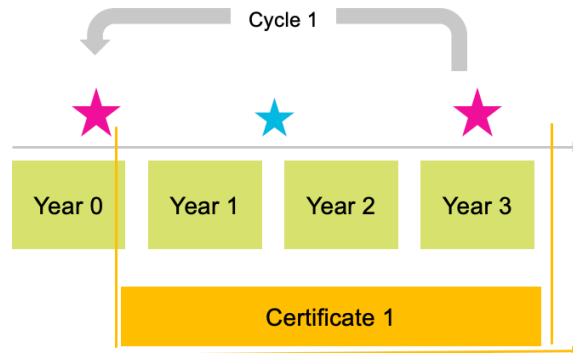 Cycle 1
Year 0
Year 1
Year 2
Year 3
Certificate 1